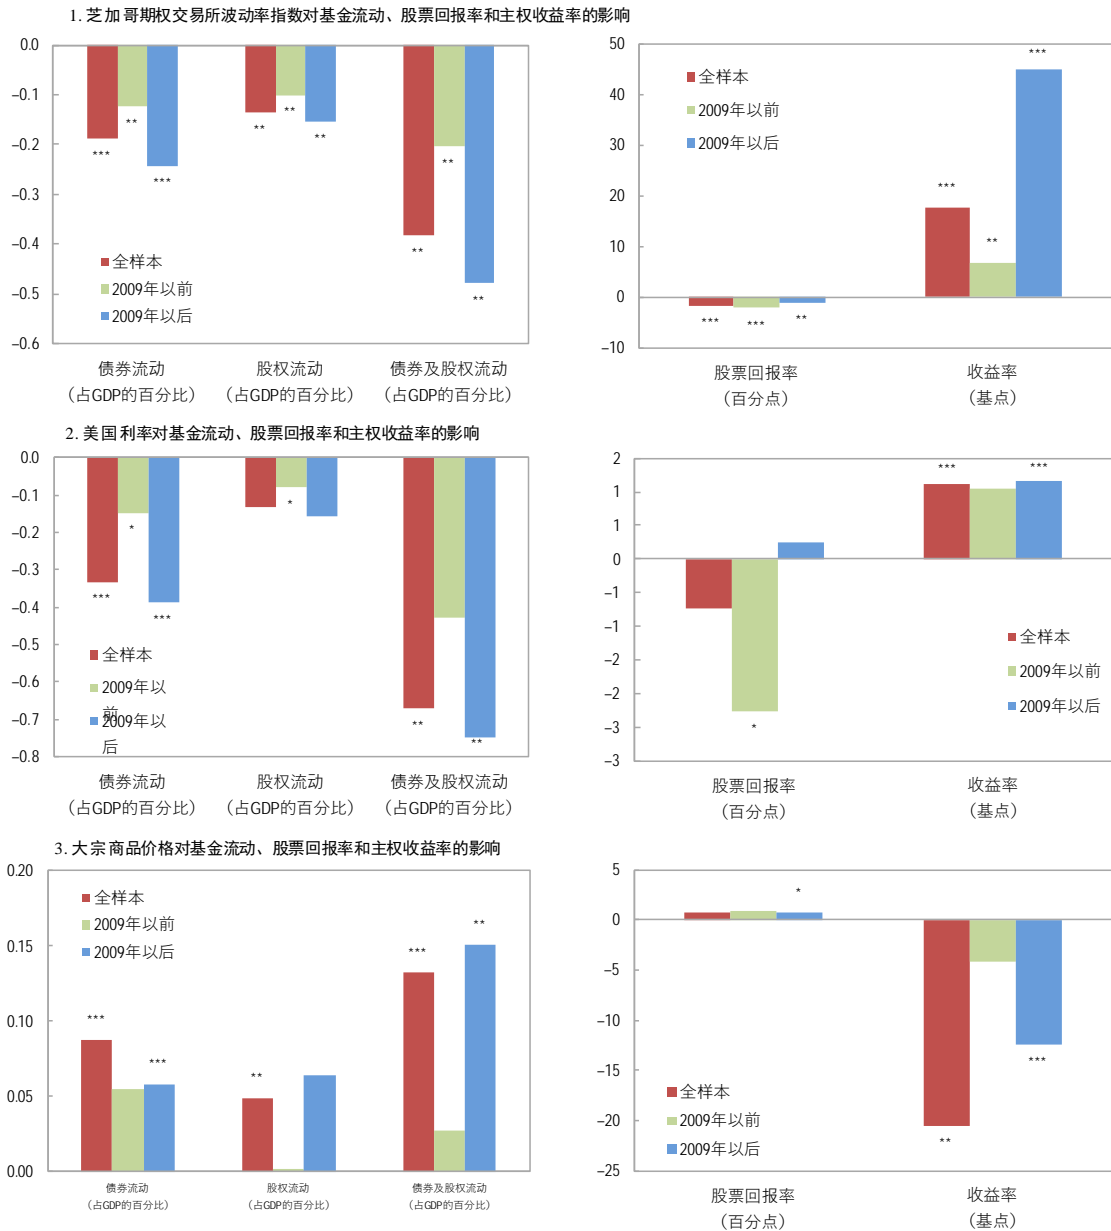 1. 芝加哥期权交易所波动率指数对基金流动、股票回报率和主权收益率的影响
0.0
–0.1
–0.2
–0.3
–0.4
–0.5
–0.6
***
**
***
**
**
**
**
**
**
全样本
2009年以前
2009年以后
债券流动
（占GDP的百分比）
股权流动
（占GDP的百分比）
债券及股权流动
（占GDP的百分比）
50
40
30
20
10
0
–10
全样本
2009年以前
2009年以后
***
***
**
***
**
***
股票回报率
（百分点）
收益率
（基点）
2. 美国利率对基金流动、股票回报率和主权收益率的影响
0.0
–0.1
–0.2
–0.3
–0.4
–0.5
–0.6
–0.7
–0.8
***
*
***
*
**
**
全样本
2009年以
前
2009年以
后
债券流动
（占GDP的百分比）
股权流动
（占GDP的百分比）
债券及股权流动
（占GDP的百分比）
2
1
1
0
–1
–1
–2
–2
–3
–3
*
***
***
全样本
2009年以前
2009年以后
股票回报率
（百分点）
收益率
（基点）
3. 大宗商品价格对基金流动、股票回报率和主权收益率的影响
0.20
0.15
0.10
0.05
0.00
全样本
2009年以前
2009年以后
***
***
**
***
**
债券流动
（占GDP的百分比）
股权流动
（占GDP的百分比）
债券及股权流动
（占GDP的百分比）
5
0
–5
–10
–15
–20
–25
*
**
***
全样本
2009年以前
2009年以后
股票回报率
（百分点）
收益率
（基点）